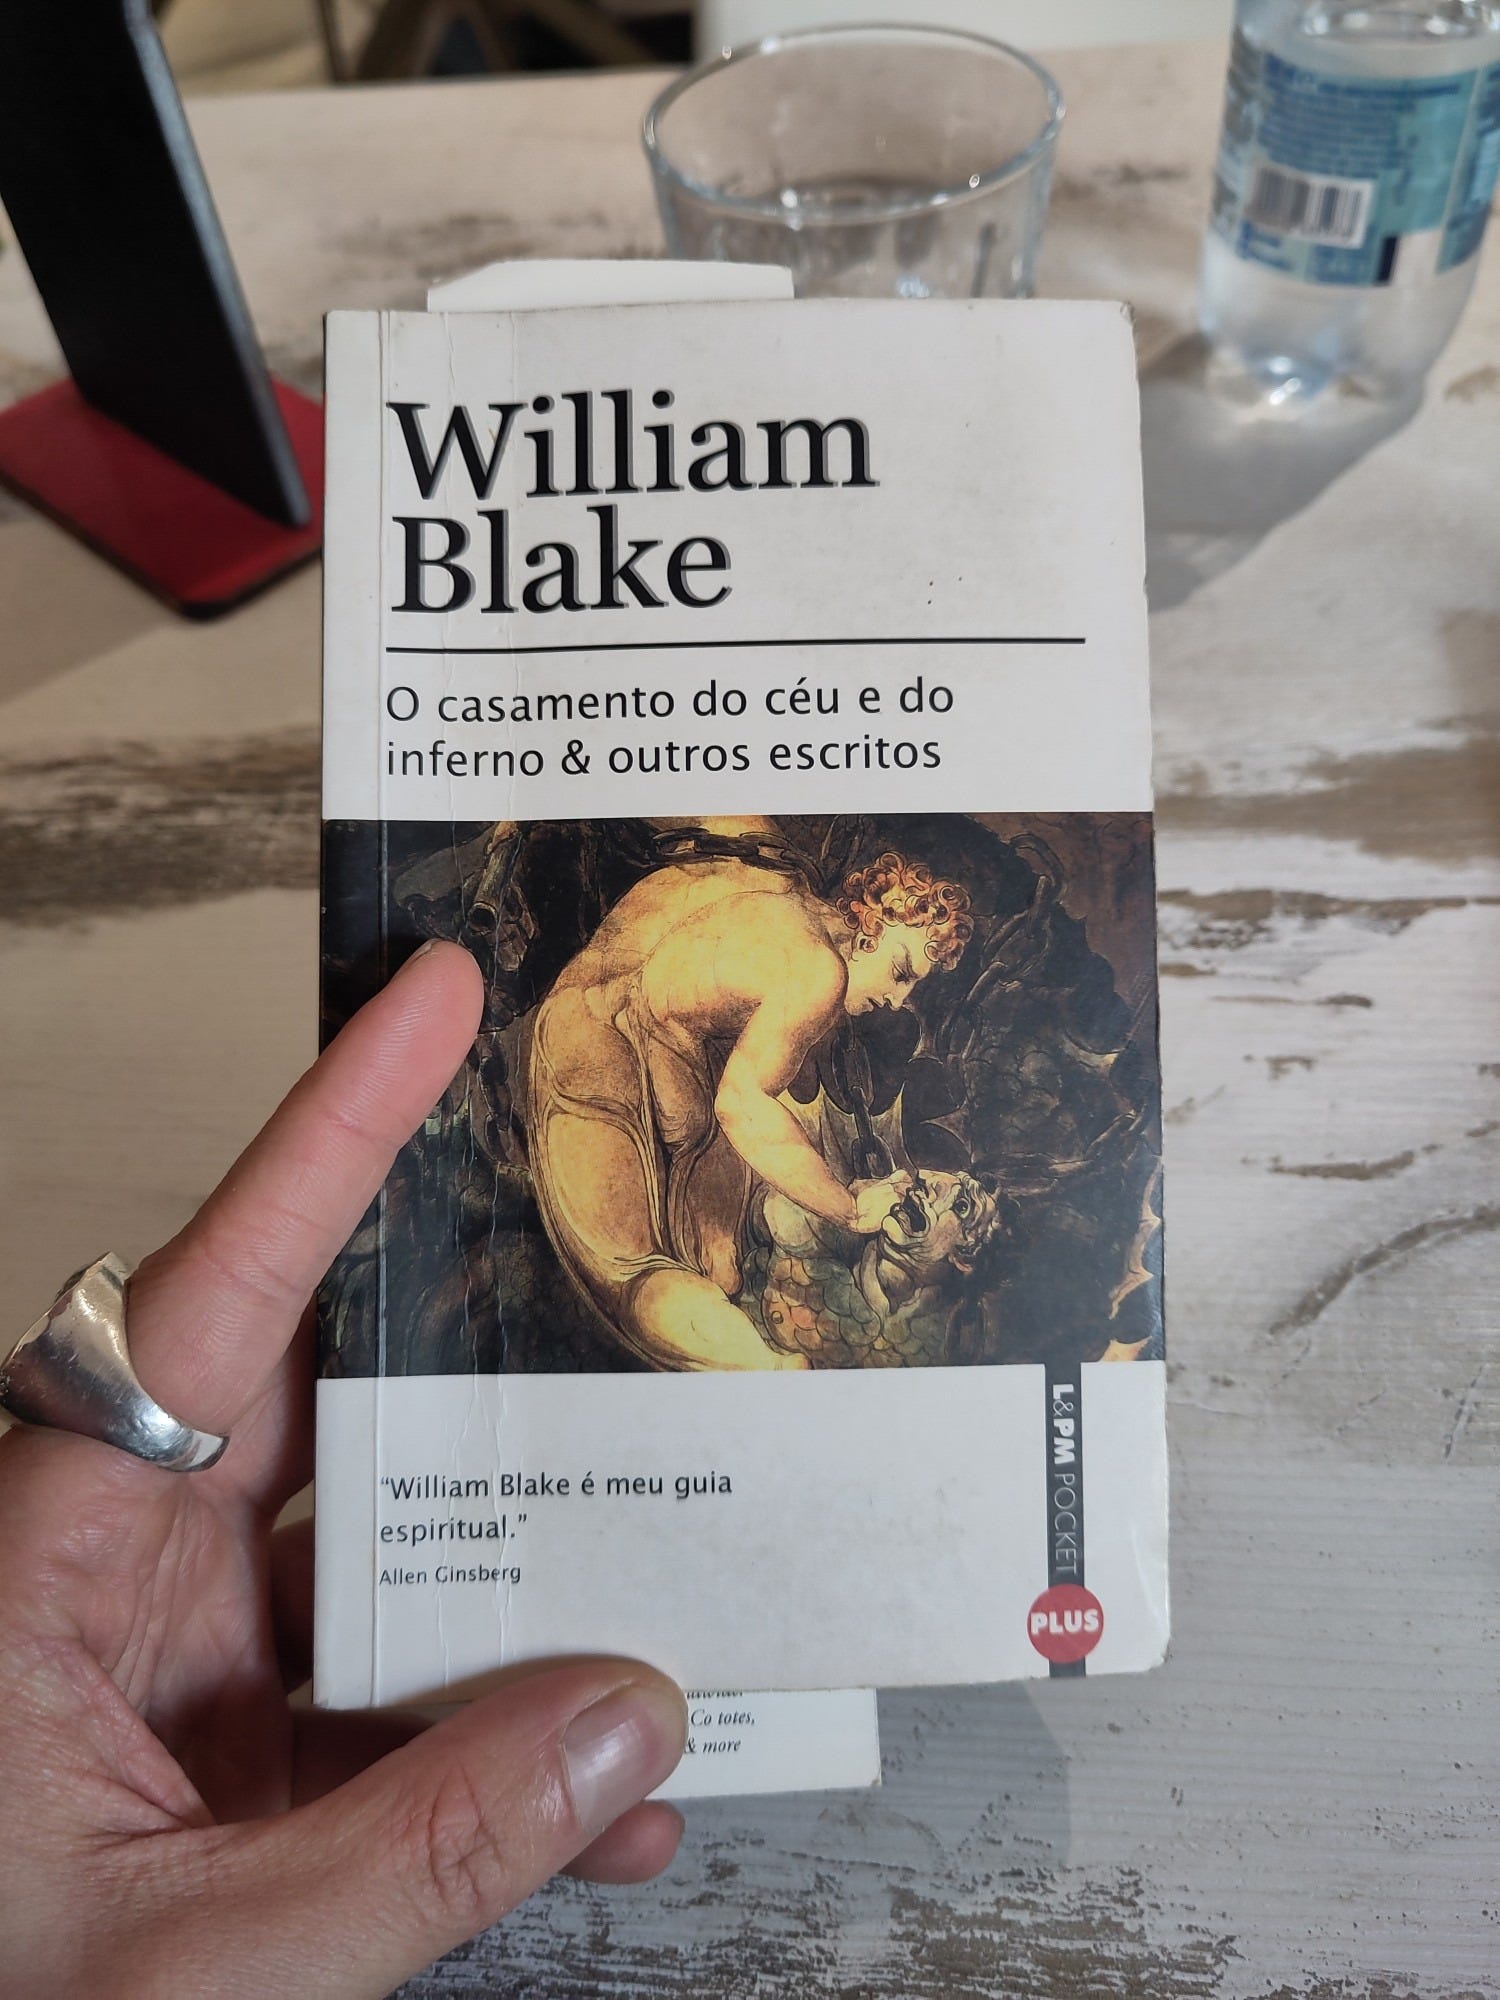 William
Blake
O casamento do céu e do
inferno & outros escritos
"William Blake é meu guia
espiritual."
Allen Ginsberg
L&PM POCKET
PLUS
Co totes,
& more